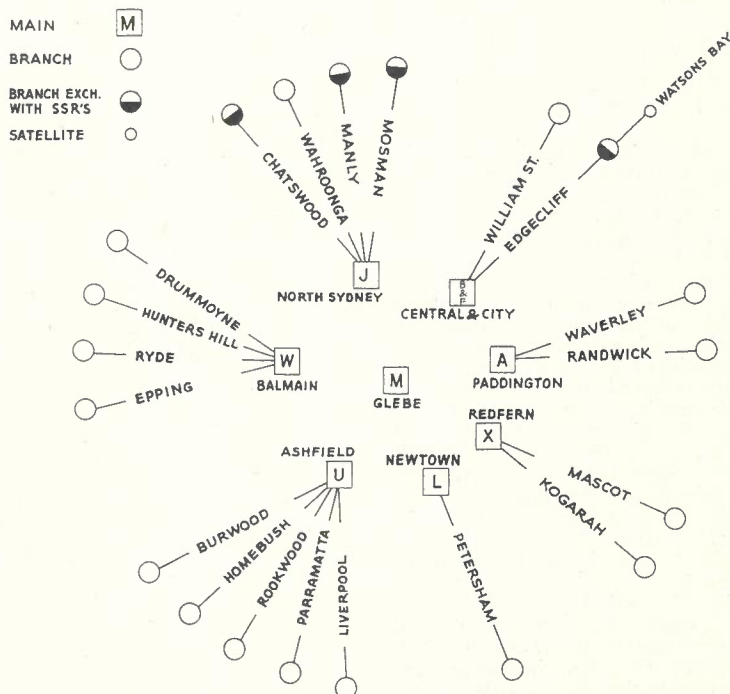 MAIN M
BRANCH
BRANCH EXCH.
WITH SSR'S
SATELLITE
CHATSWOOD
WAHROONGA
MANLY
MOSMAN
J
NORTH SYDNEY
WILLIAM ST.
EDGECLIFF
WATSONS BAY
B&F
CENTRAL & CITY
DRUMMOYNE
HUNTERS HILL
RYDE
EPPING
W
BALMAIN
M
GLEBE
A
PADDINGTON
WAVERLEY
RANDWICK
REDFERN
X
MASCOT
KOGARAH
ASHFIELD
U
NEWTOWN
L
BURWOOD
HOMEBUSH
ROOKWOOD
PARRAMATTA
LIVERPOOL
PETERSHAM